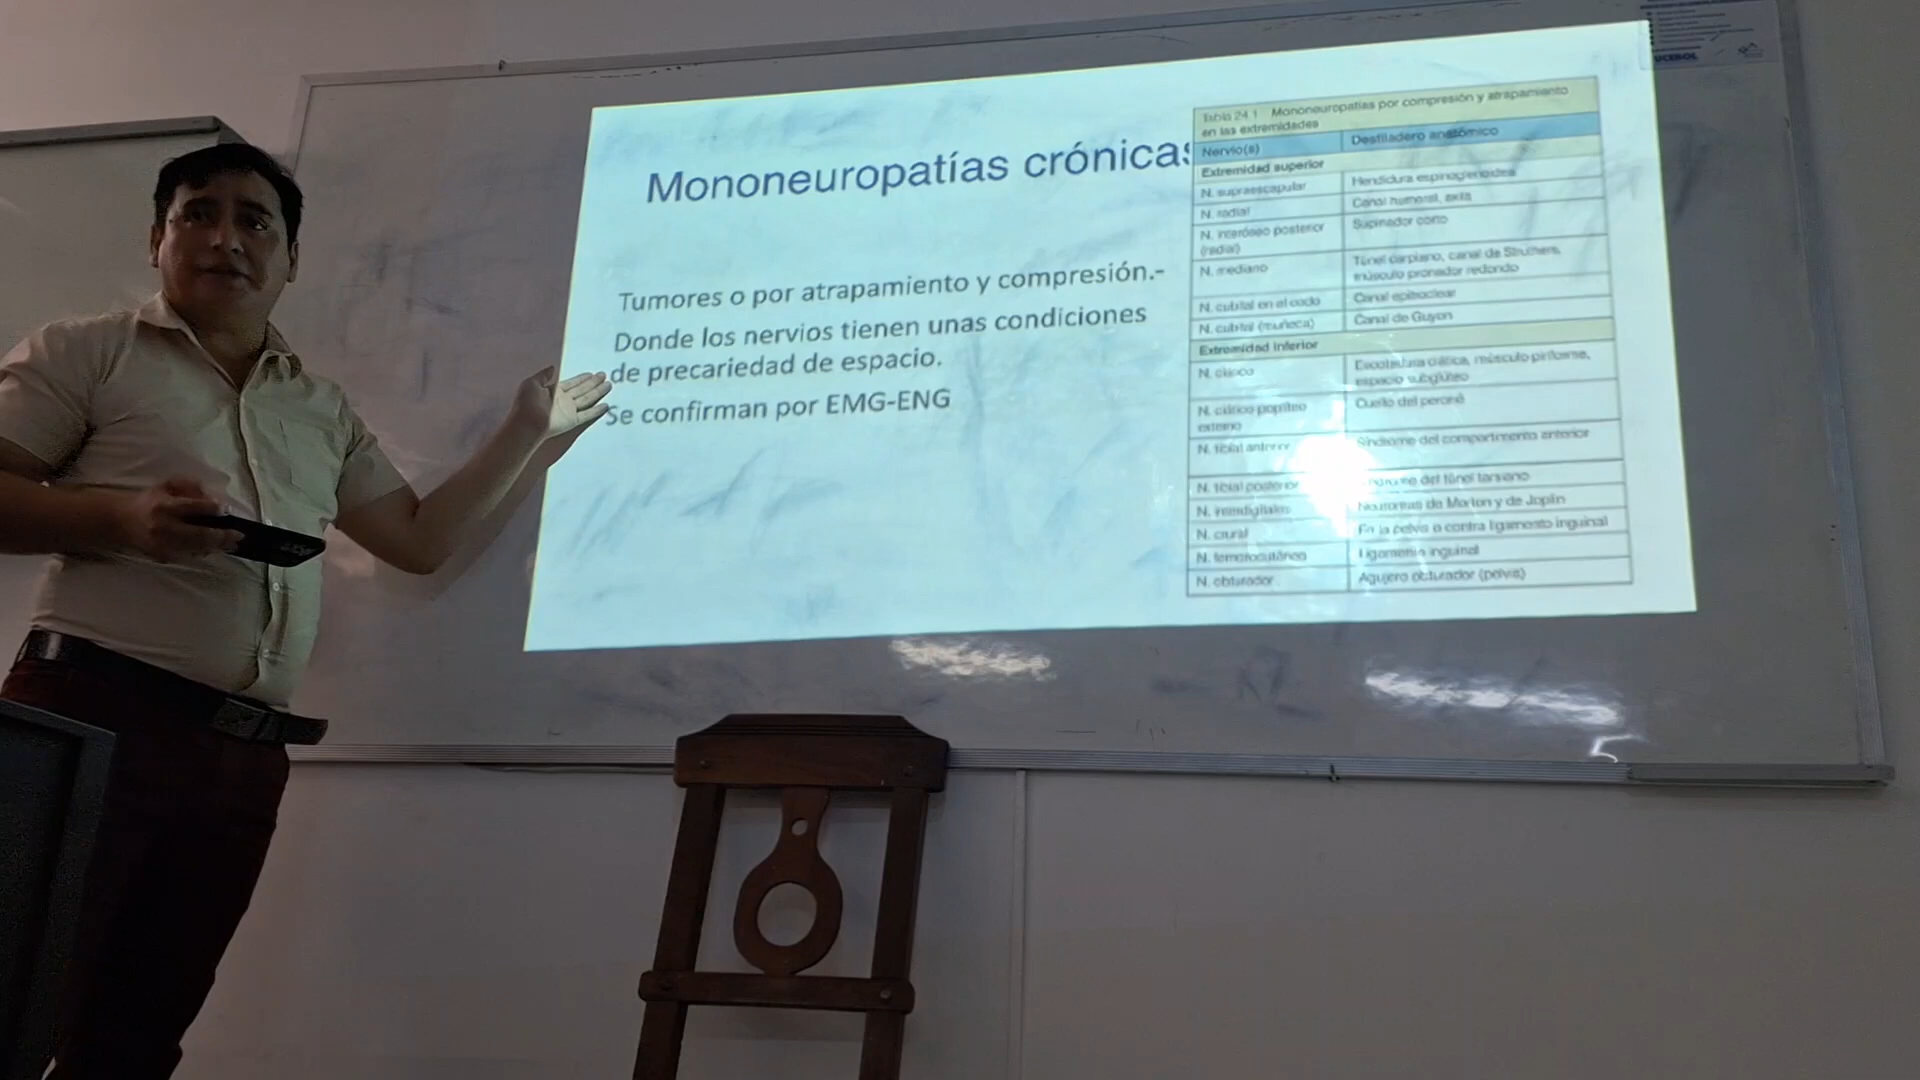 UCEBOL
Mononeuropatías crónicas
Tumores o por atrapamiento y compresión.-
Donde los nervios tienen unas condiciones
de precariedad de espacio.
Se confirman por EMG-ENG
Tabla 24.1 Mononeuropatías por compresión y atrapamiento
en las extremidades
Nervio(s) Desfiladero anatómico
Extremidad superior
N. supraescapular Hendidura espinoglenoidea
N. radial Canal humeral, axila
N. interóseo posterior Supinador corto
(radial)
N. mediano Túnel carpiano, canal de Struthers,
músculo pronador redondo
N. cubital en el codo Canal epitroclear
N. cubital (muñeca) Canal de Guyon
Extremidad inferior
N. ciático Escotadura ciática, músculo piriforme,
espacio subglúteo
N. ciático poplíteo Cuello del peroné
externo
N. tibial anterior Síndrome del compartimento anterior
N. tibial posterior del túnel tarsiano
N. interdigitales Neuromas de Morton y de Joplin
N. crural En la pelvis o contra ligamento inguinal
N. femorocutáneo Ligamento inguinal
N. obturador Agujero obturador (pelvis)